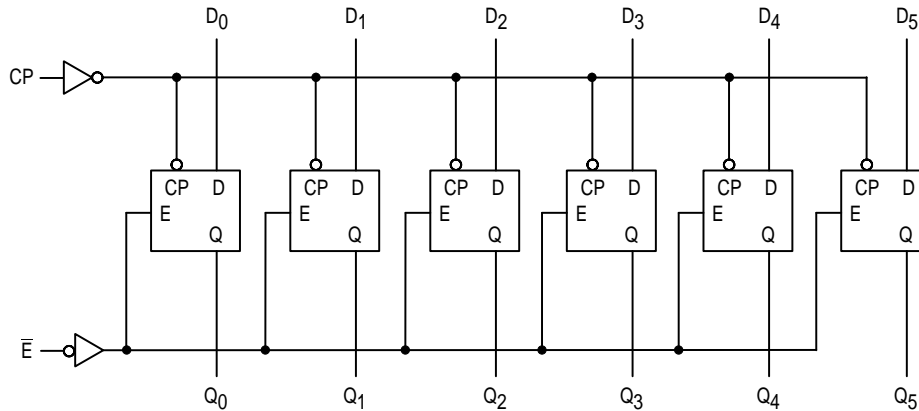 D0 D1 D2 D3 D4 D5
CP
CP D CP D CP D CP D CP D CP D
E E E E E E
Q Q Q Q Q Q
E̅
Q0 Q1 Q2 Q3 Q4 Q5